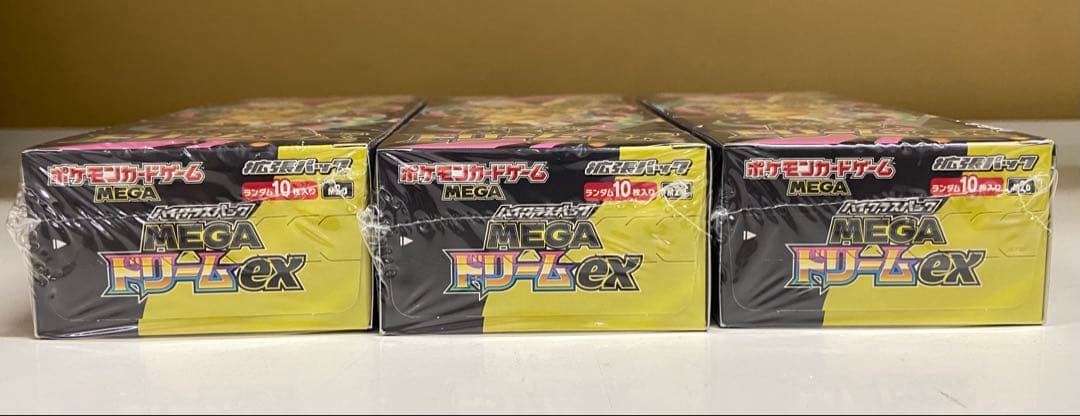 ポケモンカードゲーム
MEGA
拡張パック
ランダム10枚入り
M2a
ハイクラスパック
MEGA
ドリームex
ポケモンカードゲーム
MEGA
拡張パック
ランダム10枚入り
ハイクラスパック
MEGA
ドリームex
ポケモンカードゲーム
MEGA
拡張パック
ランダム10枚入り
M2a
ハイクラスパック
MEGA
ドリームex